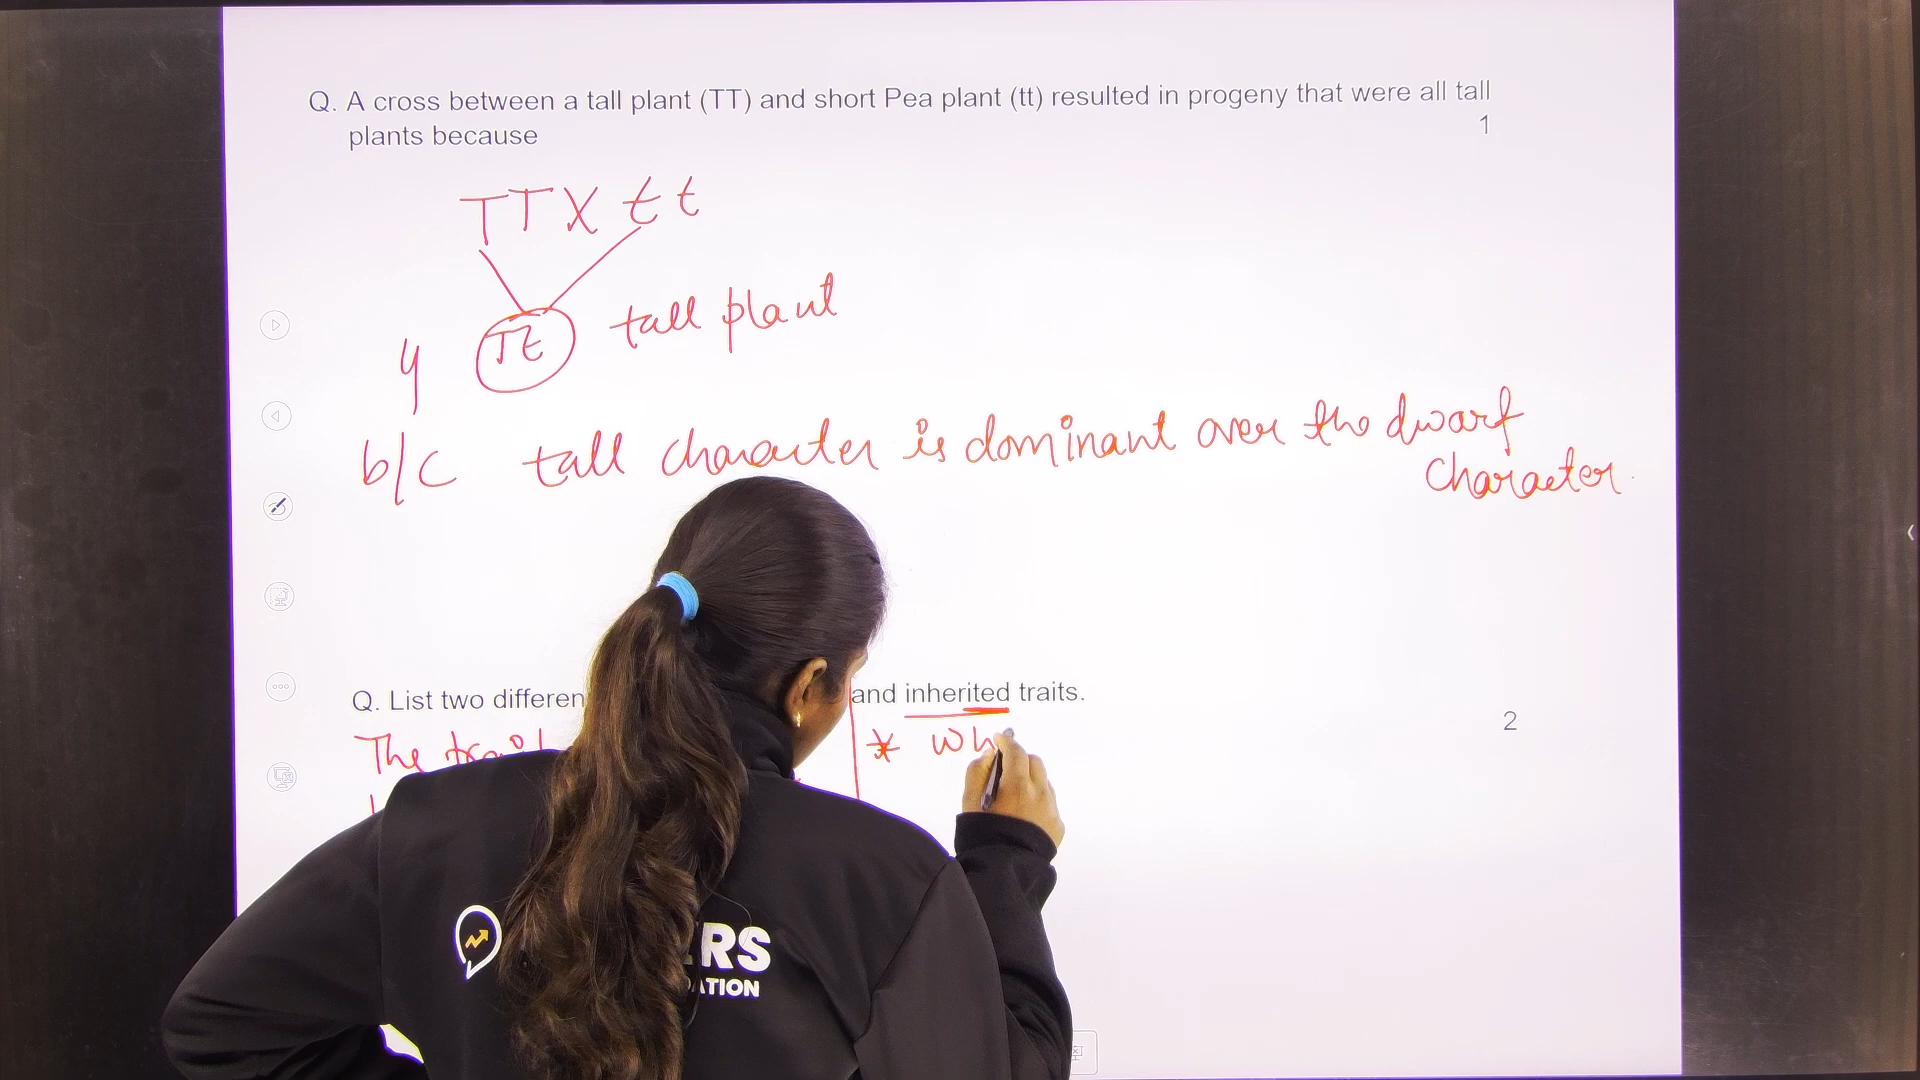 Q. A cross between a tall plant (TT) and short Pea plant (tt) resulted in progeny that were all tall
plants because
1
TT X tt
Tt tall plant
b/c tall character is dominant over the dwarf
character.
Q. List two differen and inherited traits.
2
The trait
* wh
RS
ATION